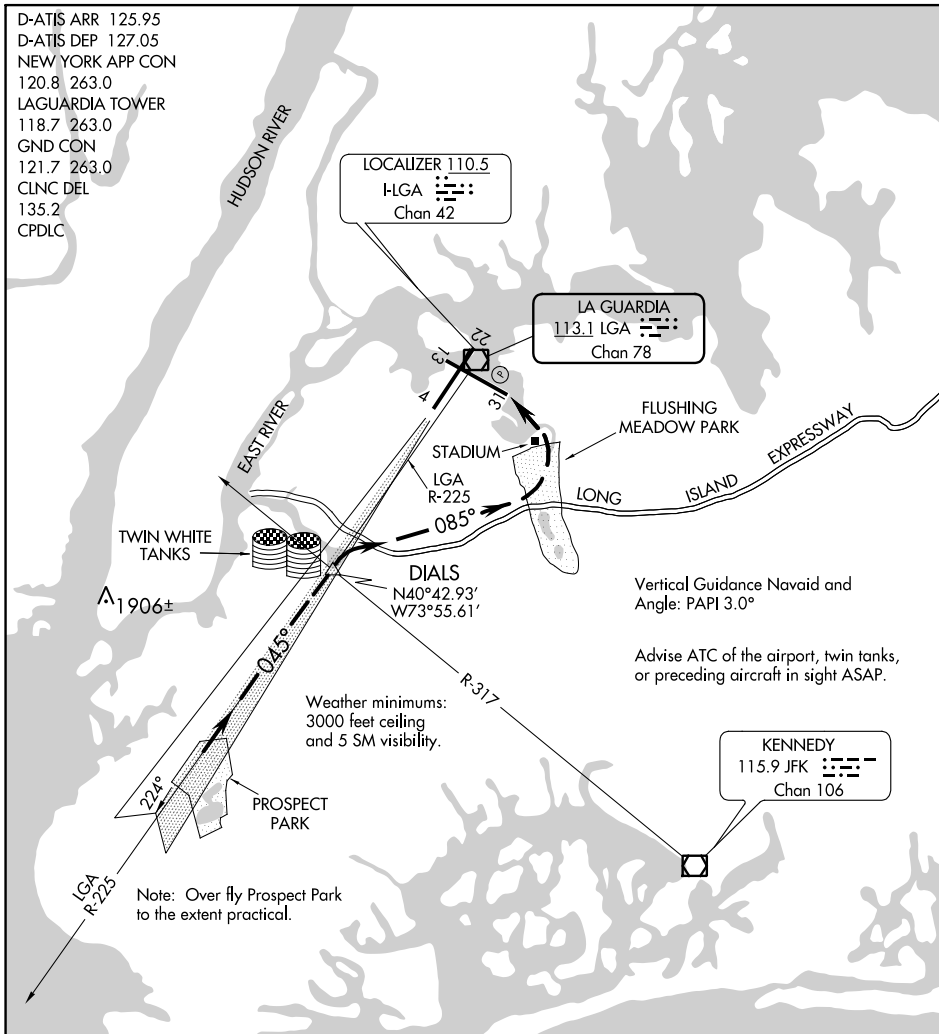 D-ATIS ARR 125.95
D-ATIS DEP 127.05
NEW YORK APP CON
120.8 263.0
LAGUARDIA TOWER
118.7 263.0
GND CON
121.7 263.0
CLNC DEL
135.2
CPDLC
HUDSON RIVER
LOCALIZER 110.5
I-LGA
Chan 42
LA GUARDIA
113.1 LGA
Chan 78
22
13
P
4
31
EAST RIVER
STADIUM
FLUSHING
MEADOW PARK
LGA
R-225
LONG ISLAND EXPRESSWAY
085°
TWIN WHITE
TANKS
DIALS
N40°42.93'
W73°55.61'
1906±
Vertical Guidance Navaid and
Angle: PAPI 3.0°
045°
Advise ATC of the airport, twin tanks,
or preceding aircraft in sight ASAP.
R-317
Weather minimums:
3000 feet ceiling
and 5 SM visibility.
KENNEDY
115.9 JFK
Chan 106
224°
PROSPECT
PARK
LGA
R-225
Note: Over fly Prospect Park
to the extent practical.